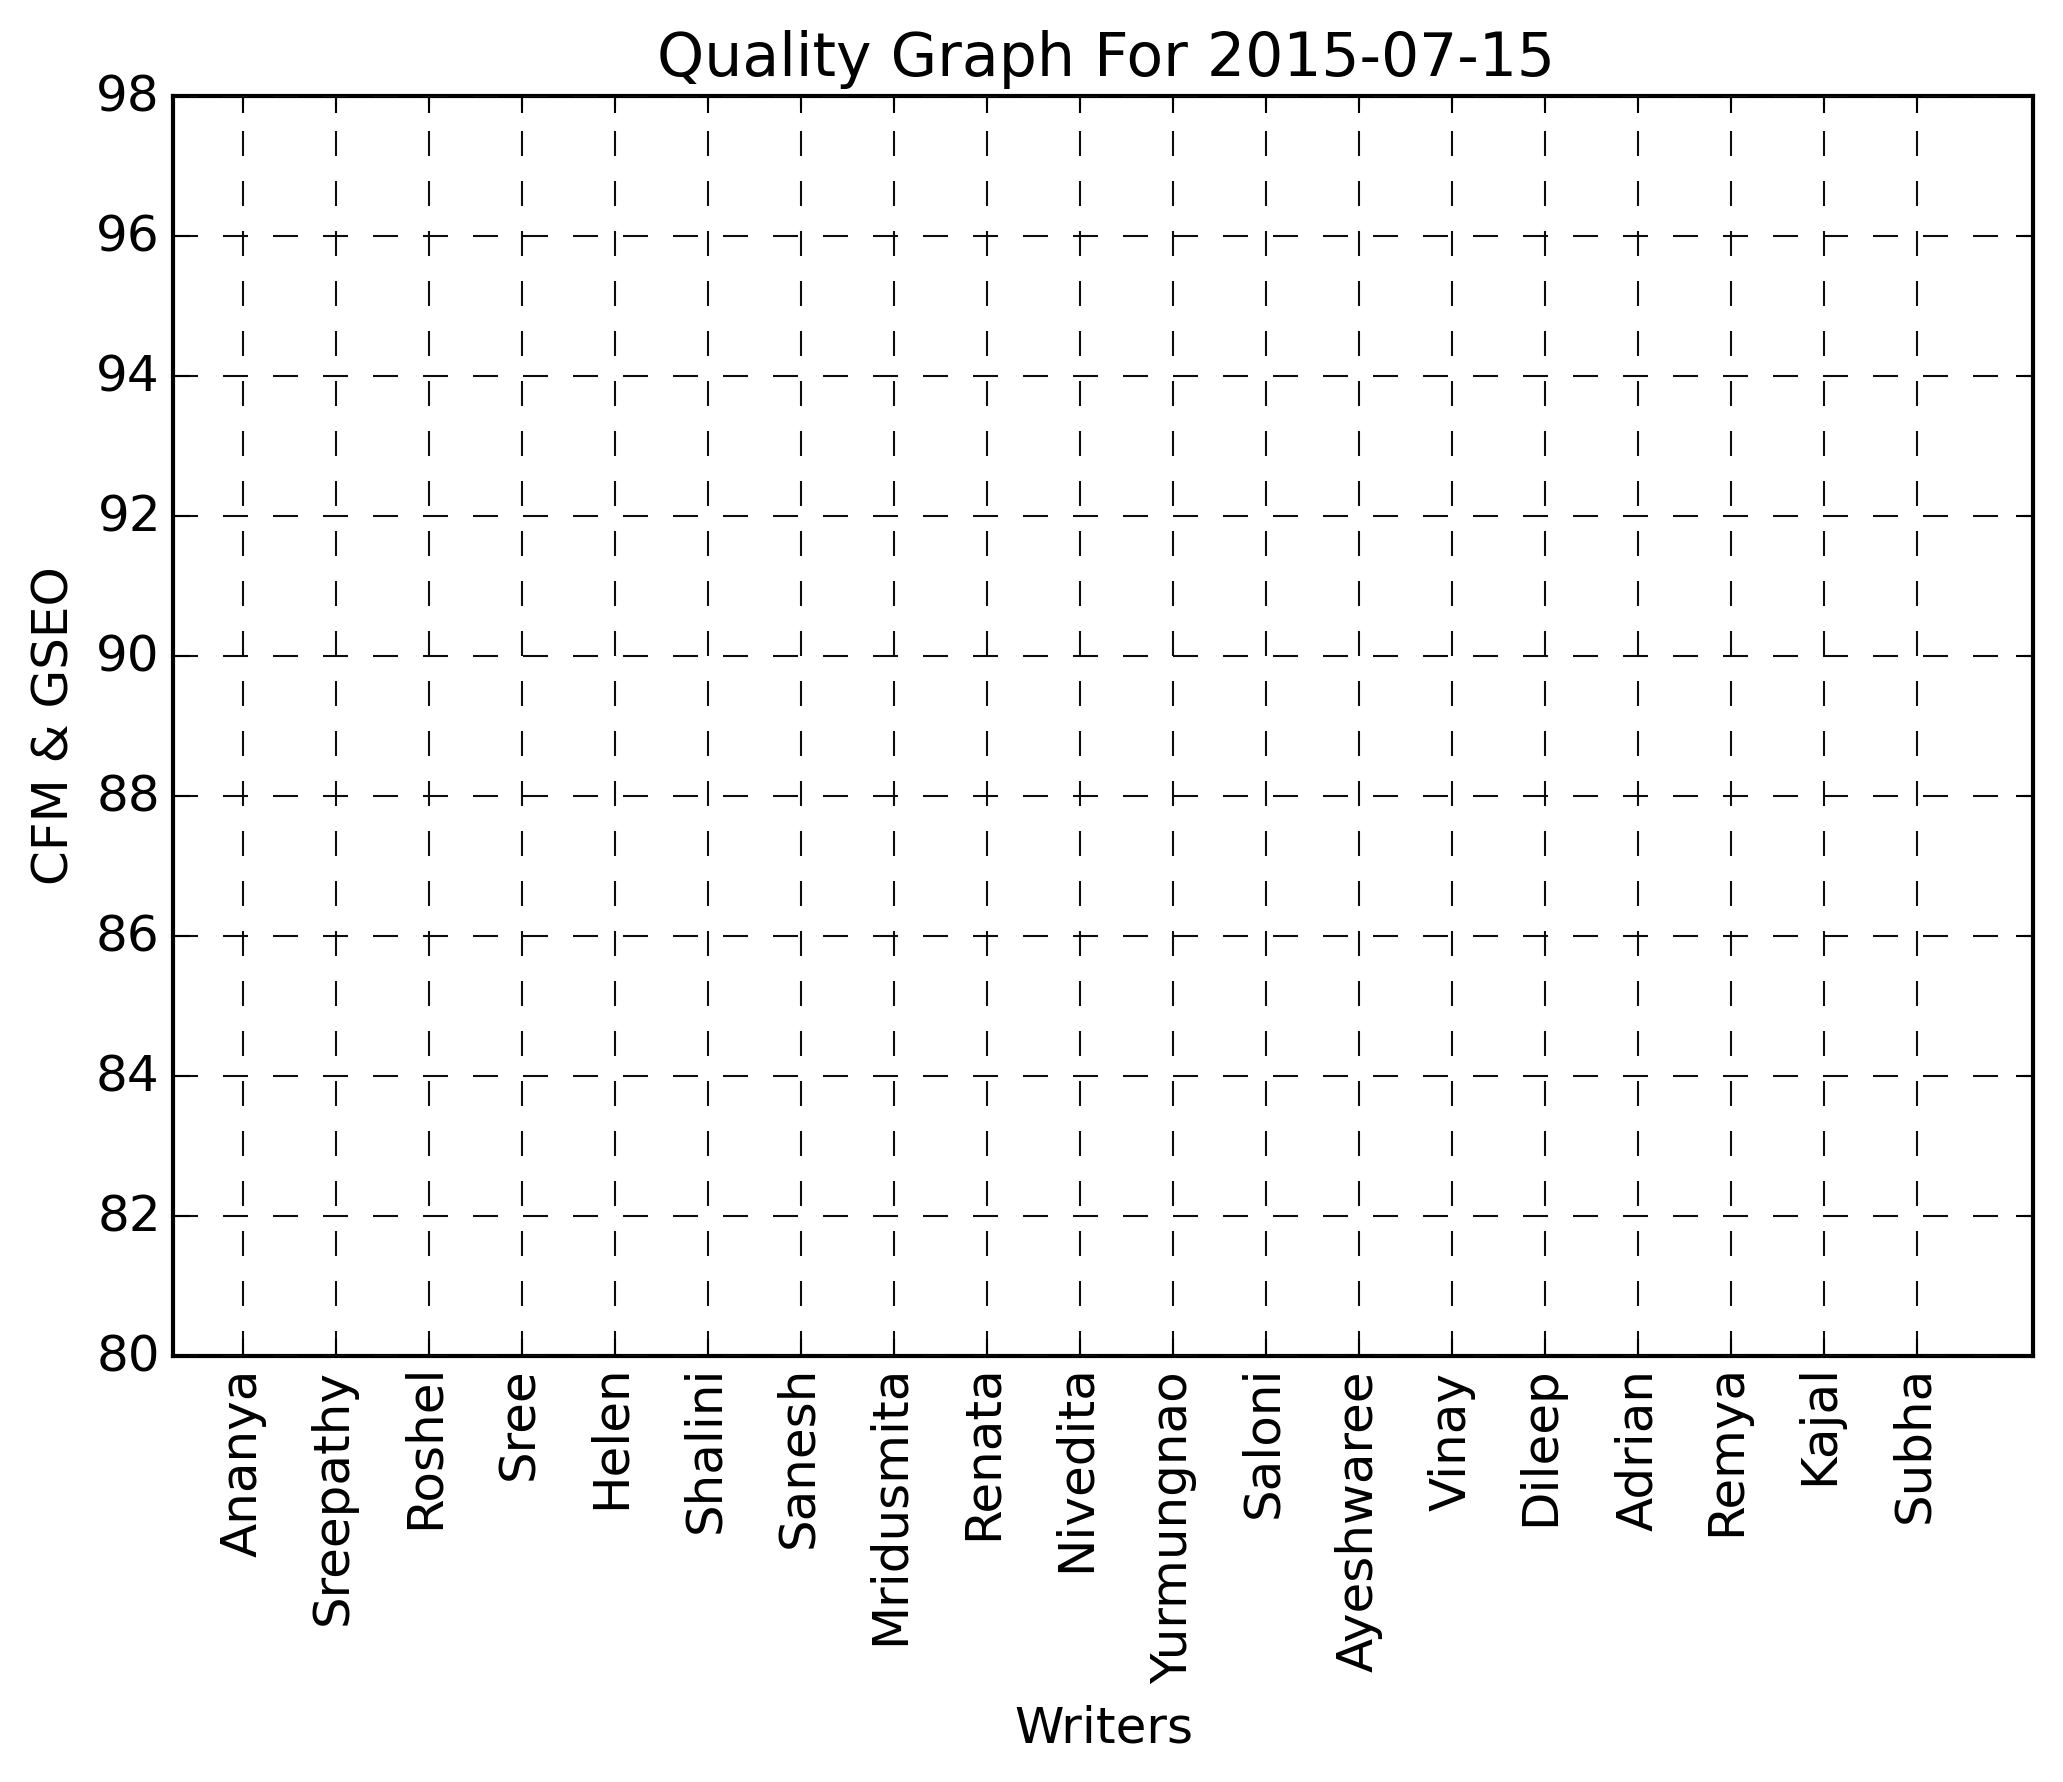 Quality Graph For 2015-07-15
98
96
94
92
90
88
86
84
82
80
CFM & GSEO
Ananya
Sreepathy
Roshel
Sree
Helen
Shalini
Sanesh
Mridusmita
Renata
Nivedita
Yurmungnao
Saloni
Ayeshwaree
Vinay
Dileep
Adrian
Remya
Kajal
Subha
Writers